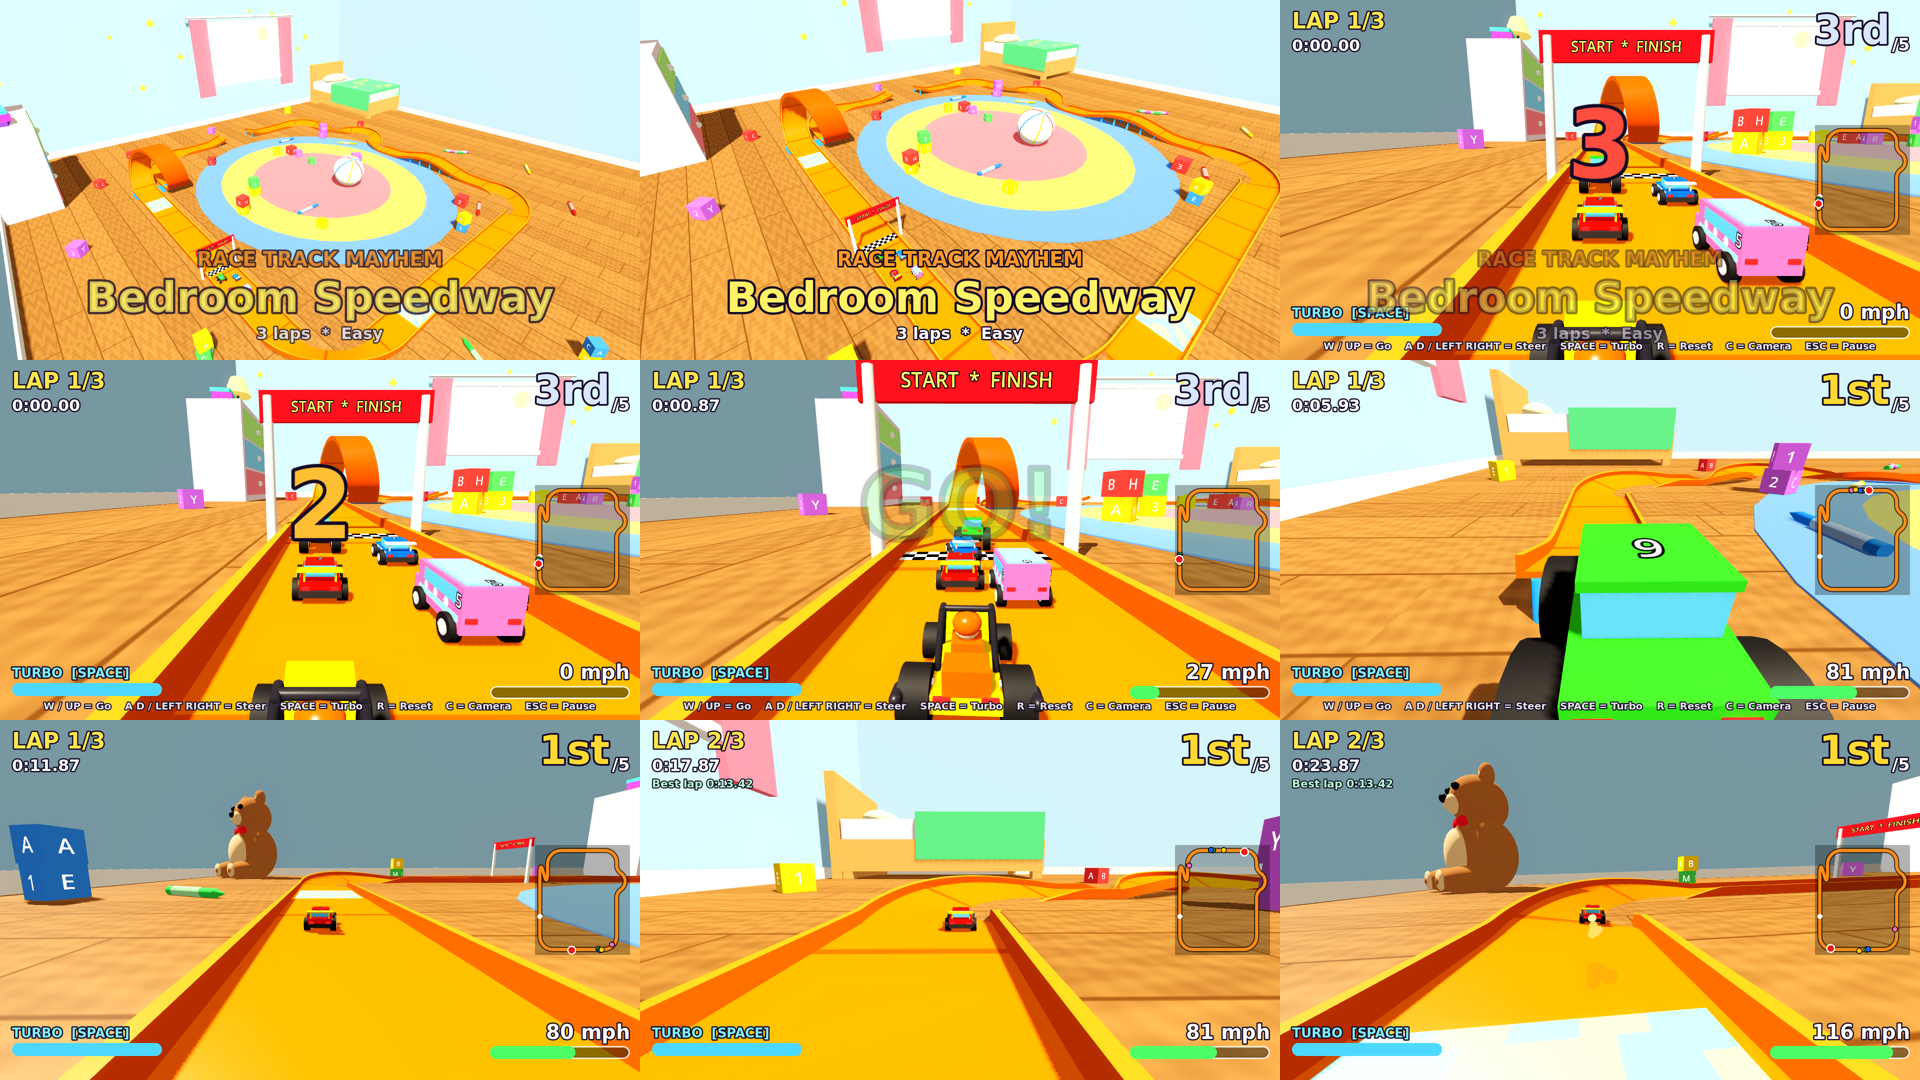 RACE TRACK MAYHEM
Bedroom Speedway
3 laps * Easy
RACE TRACK MAYHEM
Bedroom Speedway
3 laps * Easy
LAP 1/3
0:00.00
3rd/5
START * FINISH
3
B H E
A 3 3
Y
5
RACE TRACK MAYHEM
Bedroom Speedway
3 laps * Easy
TURBO [SPACE]
0 mph
W / UP = Go A D / LEFT RIGHT = Steer SPACE = Turbo R = Reset C = Camera ESC = Pause
LAP 1/3
0:00.00
3rd/5
START * FINISH
2
B H E
A 3
Y
5
TURBO [SPACE]
0 mph
W / UP = Go A D / LEFT RIGHT = Steer SPACE = Turbo R = Reset C = Camera ESC = Pause
LAP 1/3
0:00.87
3rd/5
START * FINISH
GO!
B H E
A 3
Y
TURBO [SPACE]
27 mph
W / UP = Go A D / LEFT RIGHT = Steer SPACE = Turbo R = Reset C = Camera ESC = Pause
LAP 1/3
0:05.93
1st/5
1
2
9
TURBO [SPACE]
81 mph
W / UP = Go A D / LEFT RIGHT = Steer SPACE = Turbo R = Reset C = Camera ESC = Pause
LAP 1/3
0:11.87
1st/5
A A
1 E
TURBO [SPACE]
80 mph
LAP 2/3
0:17.87
Best lap 0:13.42
1st/5
1
A B
TURBO [SPACE]
81 mph
LAP 2/3
0:23.87
Best lap 0:13.42
1st/5
START * FINISH
B
M
Y
TURBO [SPACE]
116 mph